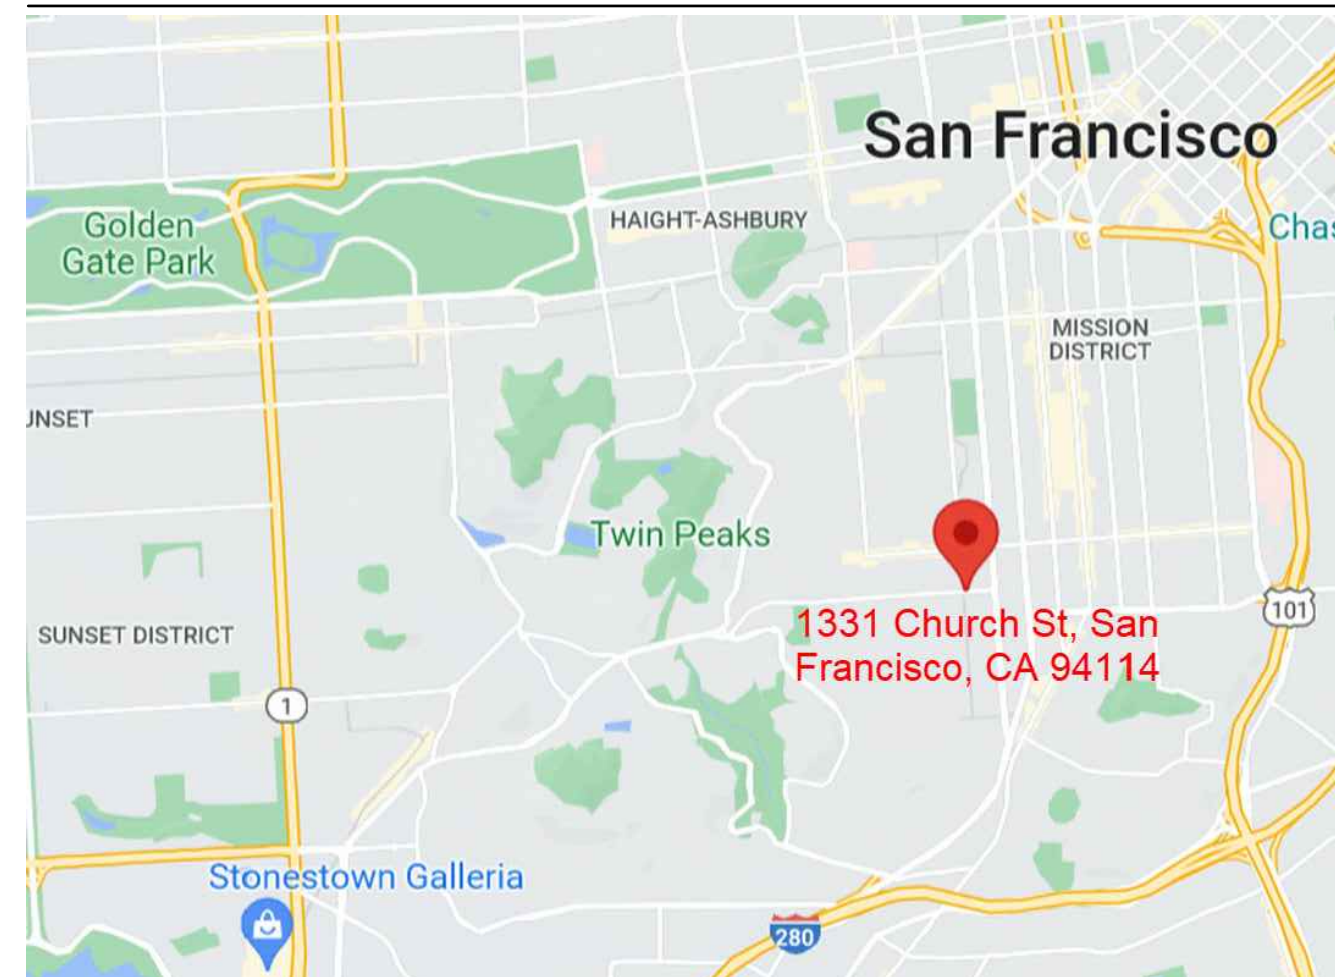 San Francisco
Golden
Gate Park
HAIGHT-ASHBURY
Chas
MISSION
DISTRICT
UNSET
Twin Peaks
101
1331 Church St, San
Francisco, CA 94114
SUNSET DISTRICT
1
Stonestown Galleria
280